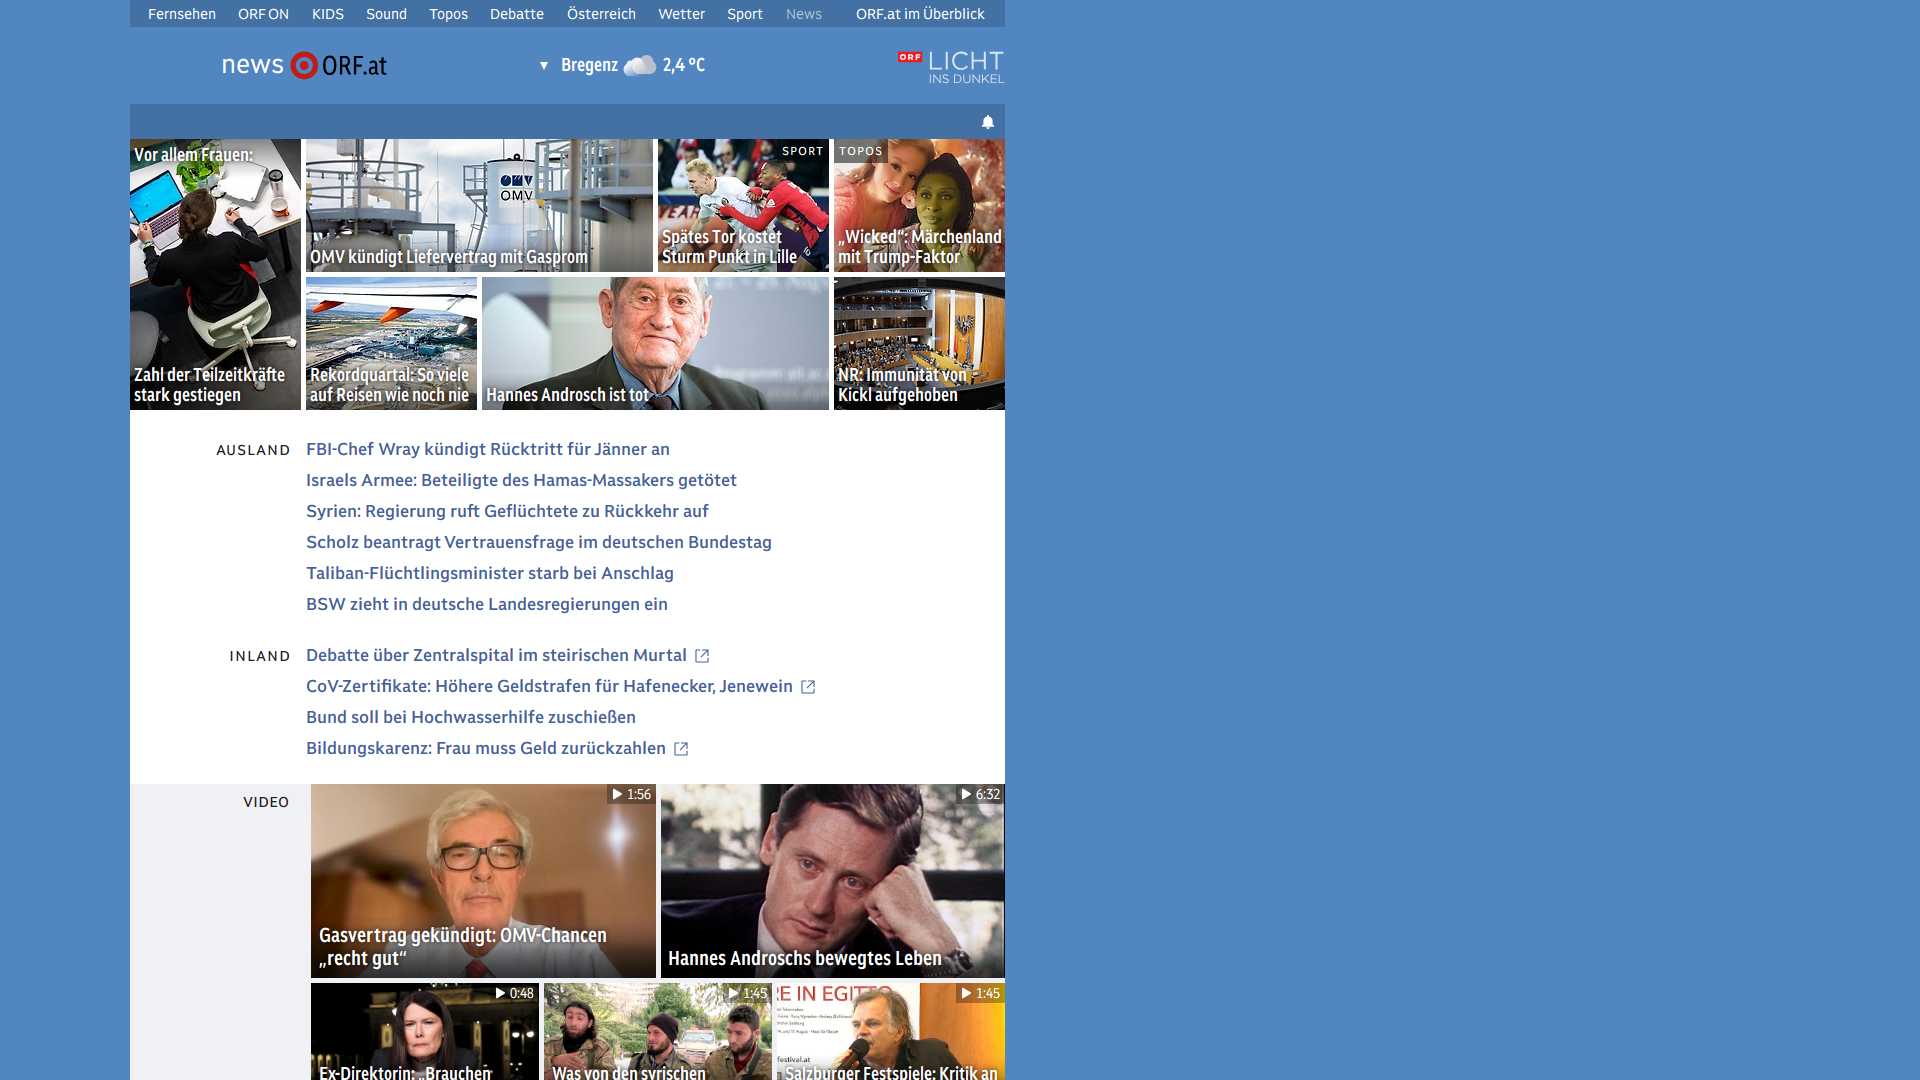 Fernsehen ORF ON KIDS Sound Topos Debatte Österreich Wetter Sport News ORF.at im Überblick
news ORF.at
Bregenz 2,4 °C
ORF LICHT
INS DUNKEL
Vor allem Frauen:
Zahl der Teilzeitkräfte
stark gestiegen
OMV
OMV
OMV kündigt Liefervertrag mit Gasprom
SPORT
Spätes Tor kostet
Sturm Punkt in Lille
TOPOS
„Wicked“: Märchenland
mit Trump-Faktor
Rekordquartal: So viele
auf Reisen wie noch nie
Hannes Androsch ist tot
NR: Immunität von
Kickl aufgehoben
AUSLAND
FBI-Chef Wray kündigt Rücktritt für Jänner an
Israels Armee: Beteiligte des Hamas-Massakers getötet
Syrien: Regierung ruft Geflüchtete zu Rückkehr auf
Scholz beantragt Vertrauensfrage im deutschen Bundestag
Taliban-Flüchtlingsminister starb bei Anschlag
BSW zieht in deutsche Landesregierungen ein
INLAND
Debatte über Zentralspital im steirischen Murtal
CoV-Zertifikate: Höhere Geldstrafen für Hafenecker, Jenewein
Bund soll bei Hochwasserhilfe zuschießen
Bildungskarenz: Frau muss Geld zurückzahlen
VIDEO
1:56
Gasvertrag gekündigt: OMV-Chancen
„recht gut“
6:32
Hannes Androschs bewegtes Leben
0:48
Ex-Direktorin: „Brauchen
1:45
Was von den syrischen
RE IN EGITTO
1:45
festival.at
Salzburger Festspiele: Kritik an